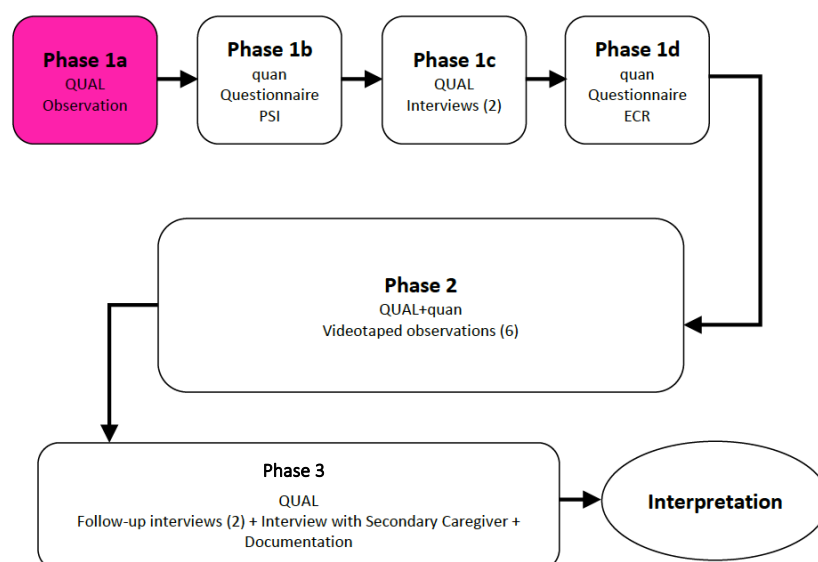 Phase 1a
QUAL
Observation
Phase 1b
quan
Questionnaire
PSI
Phase 1c
QUAL
Interviews (2)
Phase 1d
quan
Questionnaire
ECR
Phase 2
QUAL+quan
Videotaped observations (6)
Phase 3
QUAL
Follow-up interviews (2) + Interview with Secondary Caregiver +
Documentation
Interpretation